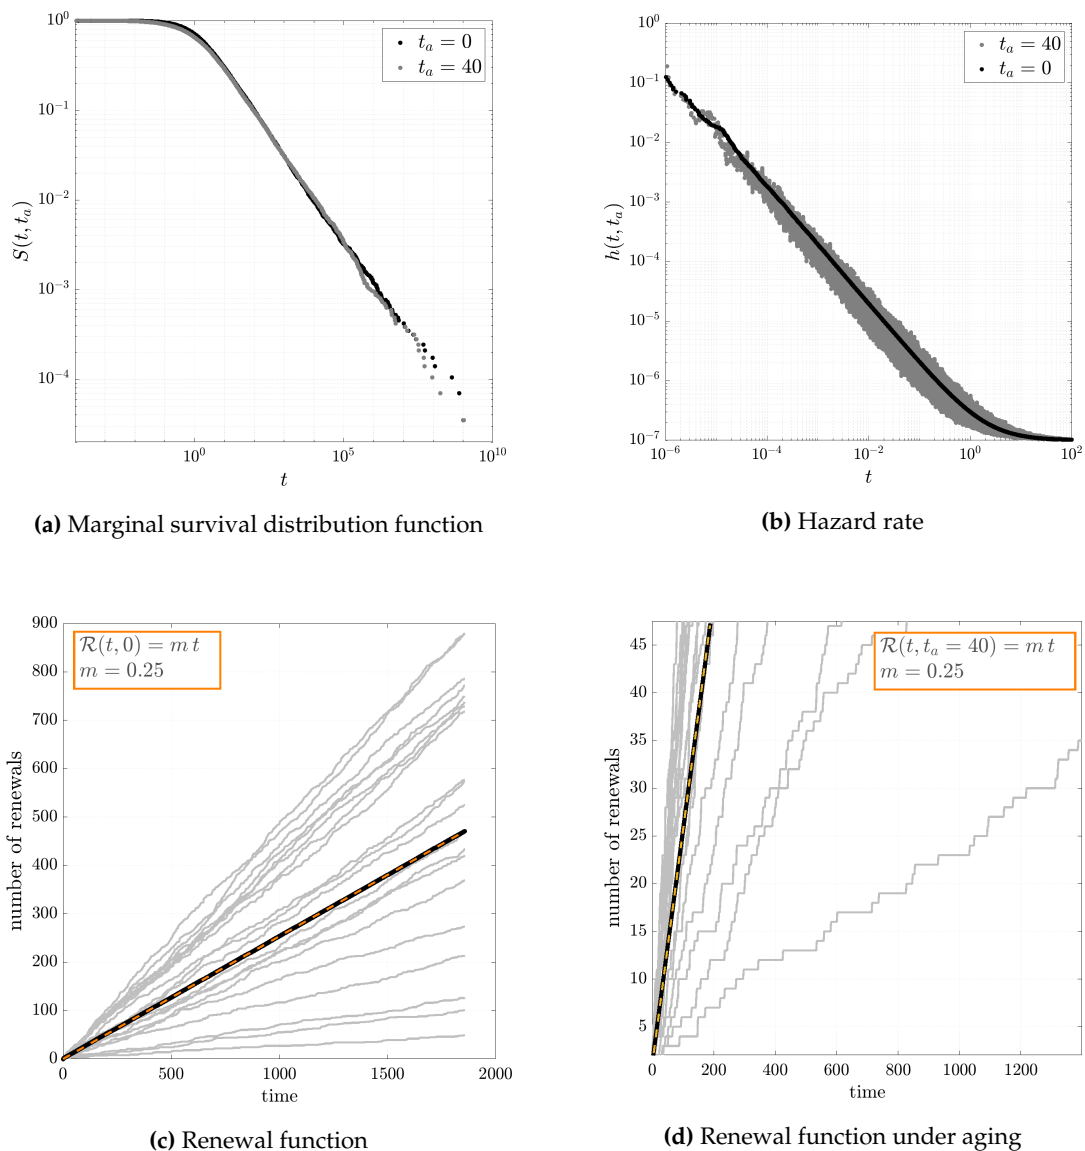 10^0
10^{-1}
10^{-2}
10^{-3}
10^{-4}
S(t, t_a)
10^0
10^5
10^{10}
t
t_a = 0
t_a = 40
(a) Marginal survival distribution function
10^0
10^{-1}
10^{-2}
10^{-3}
10^{-4}
10^{-5}
10^{-6}
10^{-7}
h(t, t_a)
10^{-6}
10^{-4}
10^{-2}
10^0
10^2
t
t_a = 40
t_a = 0
(b) Hazard rate
900
800
700
600
500
400
300
200
100
0
number of renewals
0
500
1000
1500
2000
time
R(t, 0) = m t
m = 0.25
(c) Renewal function
45
40
35
30
25
20
15
10
5
number of renewals
0
200
400
600
800
1000
1200
time
R(t, t_a = 40) = m t
m = 0.25
(d) Renewal function under aging